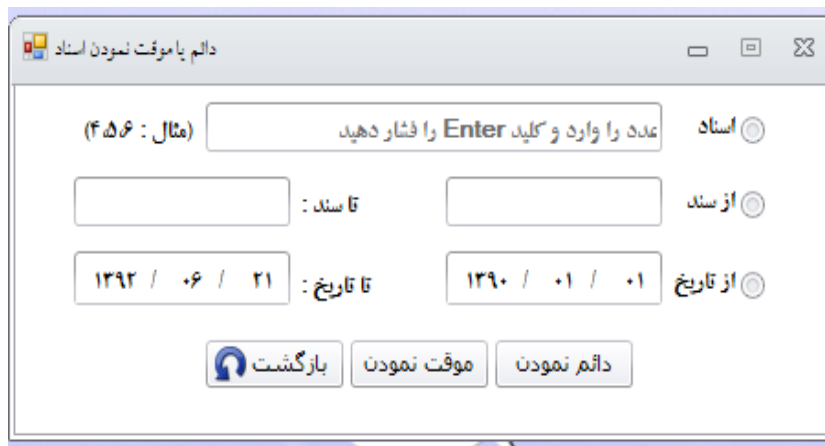 دائم یا موقت نمودن اسناد
اسناد عدد را وارد و کلید Enter را فشار دهید (مثال : ۴،۵،۶)
از سند تا سند :
از تاریخ ۱۳۹۰ / ۰۱ / ۰۱ تا تاریخ : ۱۳۹۲ / ۰۶ / ۲۱
دائم نمودن موقت نمودن بازگشت